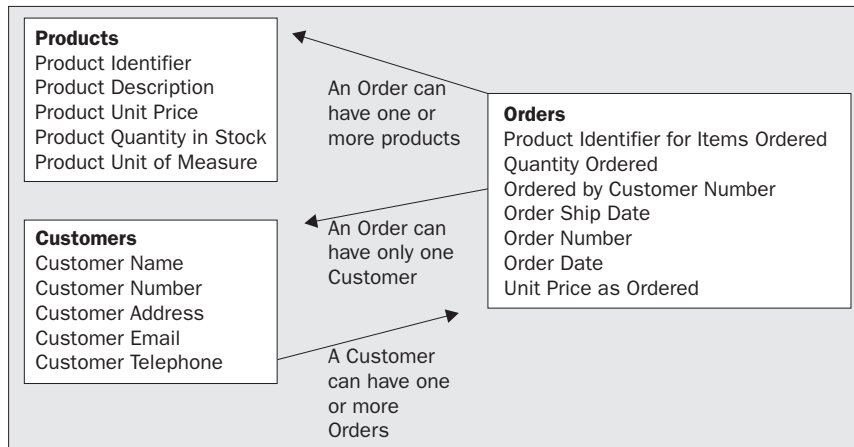 Products
Product Identifier
Product Description
Product Unit Price
Product Quantity in Stock
Product Unit of Measure
An Order can
have one or
more products
Orders
Product Identifier for Items Ordered
Quantity Ordered
Ordered by Customer Number
Order Ship Date
Order Number
Order Date
Unit Price as Ordered
An Order can
have only one
Customer
Customers
Customer Name
Customer Number
Customer Address
Customer Email
Customer Telephone
A Customer
can have one
or more
Orders